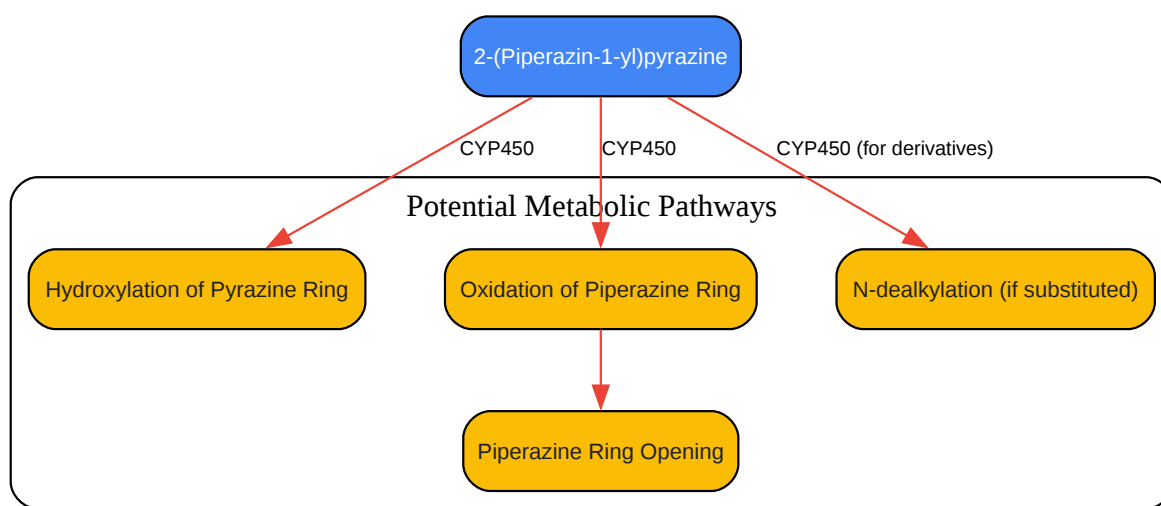 2-(Piperazin-1-yl)pyrazine
CYP450
CYP450
CYP450 (for derivatives)
Potential Metabolic Pathways
Hydroxylation of Pyrazine Ring
Oxidation of Piperazine Ring
N-dealkylation (if substituted)
Piperazine Ring Opening